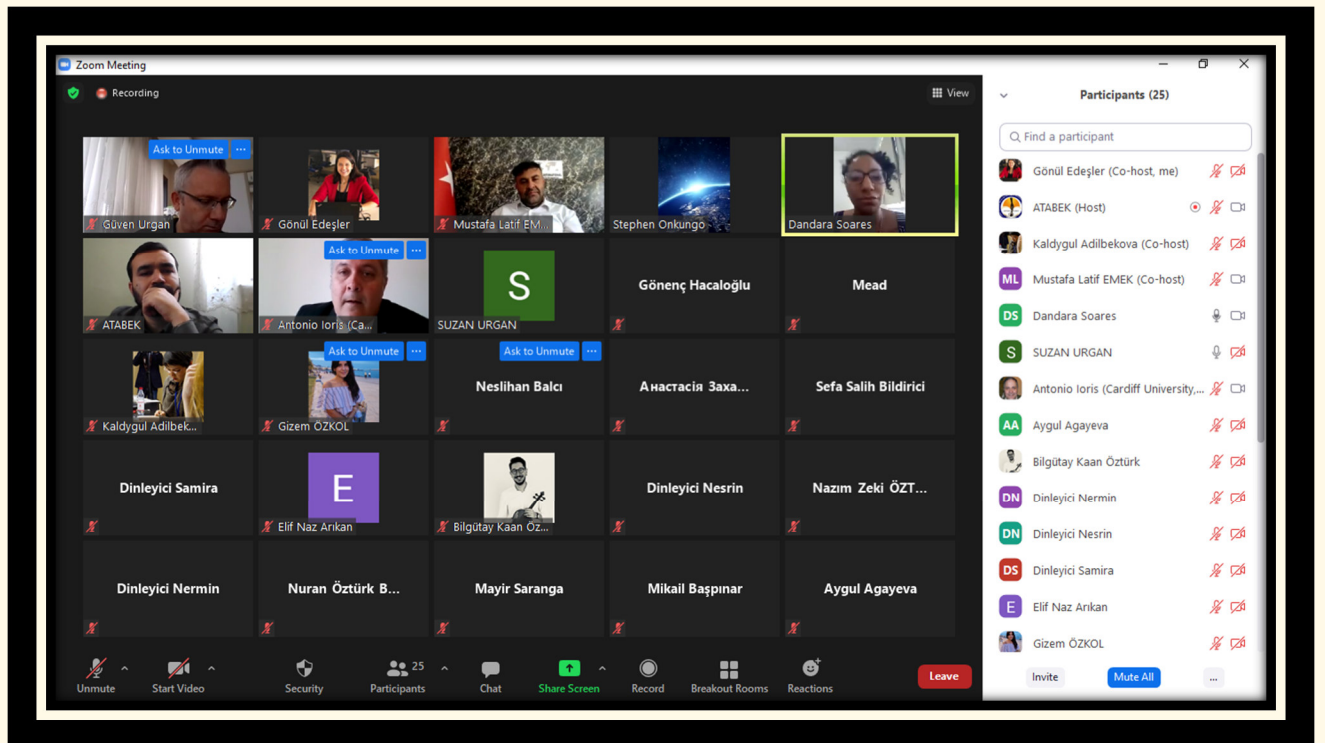 Zoom Meeting
Recording
View
Ask to Unmute ...
Güven Urgan
Gönül Edeşler
Mustafa Latif EM...
Stephen Onkungo
Dandara Soares
ATABEK
Ask to Unmute ...
Antonio Ioris (Ca...
S
SUZAN URGAN
Gönenç Hacaloğlu
Mead
Kaldygul Adilbek...
Ask to Unmute ...
Gizem ÖZKOL
Ask to Unmute ...
Neslihan Balcı
Анастасія Заха...
Sefa Salih Bildirici
Dinleyici Samira
E
Elif Naz Arıkan
Bilgütay Kaan Öz...
Dinleyici Nesrin
Nazım Zeki ÖZT...
Dinleyici Nermin
Nuran Öztürk B...
Mayir Saranga
Mikail Başpınar
Aygul Agayeva
Unmute
Start Video
Security
Participants
25
Chat
Share Screen
Record
Breakout Rooms
Reactions
Leave
Participants (25)
Find a participant
Gönül Edeşler (Co-host, me)
ATABEK (Host)
Kaldygul Adilbekova (Co-host)
ML Mustafa Latif EMEK (Co-host)
DS Dandara Soares
S SUZAN URGAN
Antonio Ioris (Cardiff University,...
AA Aygul Agayeva
Bilgütay Kaan Öztürk
DN Dinleyici Nermin
DN Dinleyici Nesrin
DS Dinleyici Samira
E Elif Naz Arıkan
Gizem ÖZKOL
Invite
Mute All
...